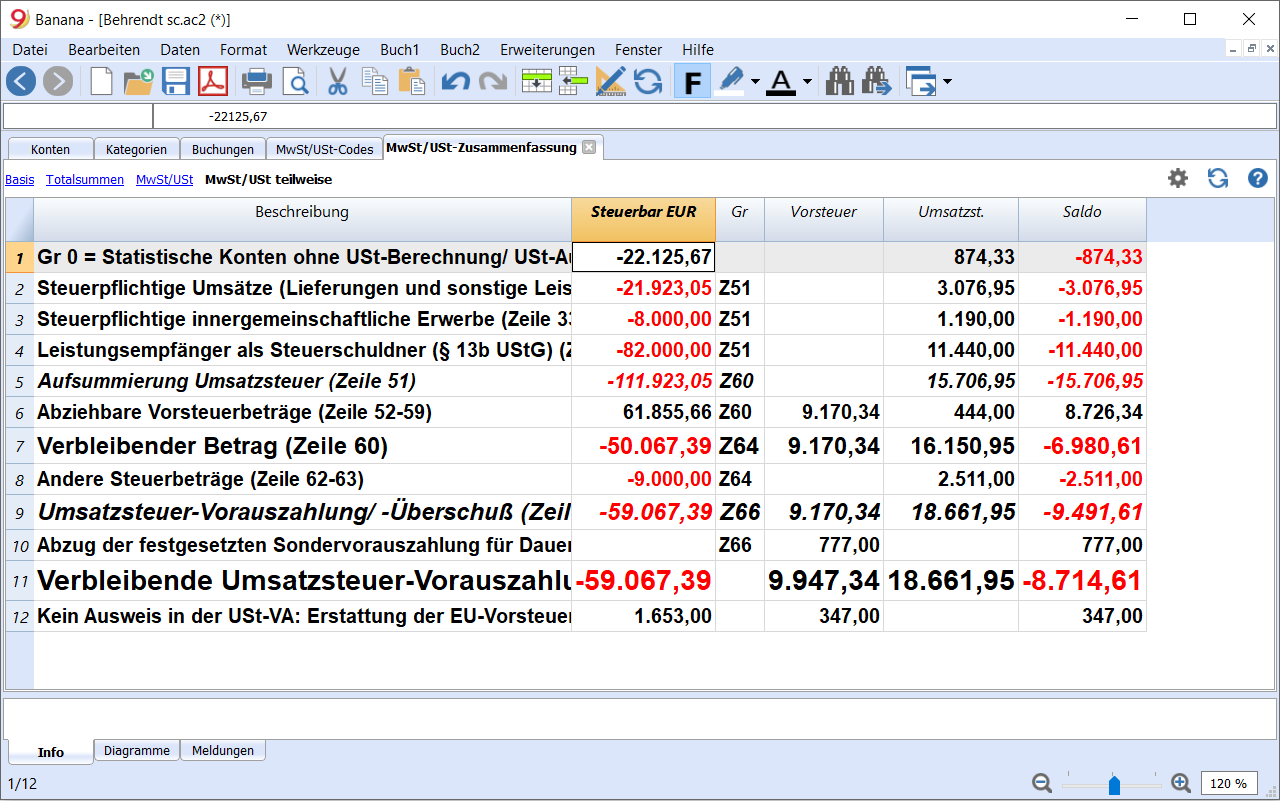 Banana - [Behrendt sc.ac2 (*)]
Datei Bearbeiten Daten Format Werkzeuge Buch1 Buch2 Erweiterungen Fenster Hilfe
F A
-22125,67
Konten Kategorien Buchungen MwSt/USt-Codes MwSt/USt-Zusammenfassung
Basis Totalsummen MwSt/USt MwSt/USt teilweise
Beschreibung Steuerbar EUR Gr Vorsteuer Umsatzst. Saldo
1 Gr 0 = Statistische Konten ohne USt-Berechnung/ USt-Au -22.125,67 874,33 -874,33
2 Steuerpflichtige Umsätze (Lieferungen und sonstige Leis -21.923,05 Z51 3.076,95 -3.076,95
3 Steuerpflichtige innergemeinschaftliche Erwerbe (Zeile 33 -8.000,00 Z51 1.190,00 -1.190,00
4 Leistungsempfänger als Steuerschuldner (§ 13b UStG) (Z -82.000,00 Z51 11.440,00 -11.440,00
5 Aufsummierung Umsatzsteuer (Zeile 51) -111.923,05 Z60 15.706,95 -15.706,95
6 Abziehbare Vorsteuerbeträge (Zeile 52-59) 61.855,66 Z60 9.170,34 444,00 8.726,34
7 Verbleibender Betrag (Zeile 60) -50.067,39 Z64 9.170,34 16.150,95 -6.980,61
8 Andere Steuerbeträge (Zeile 62-63) -9.000,00 Z64 2.511,00 -2.511,00
9 Umsatzsteuer-Vorauszahlung/ -Überschuß (Zeil -59.067,39 Z66 9.170,34 18.661,95 -9.491,61
10 Abzug der festgesetzten Sondervorauszahlung für Dauer Z66 777,00 777,00
11 Verbleibende Umsatzsteuer-Vorauszahlu -59.067,39 9.947,34 18.661,95 -8.714,61
12 Kein Ausweis in der USt-VA: Erstattung der EU-Vorsteuer 1.653,00 347,00 347,00
Info Diagramme Meldungen
1/12 120 %